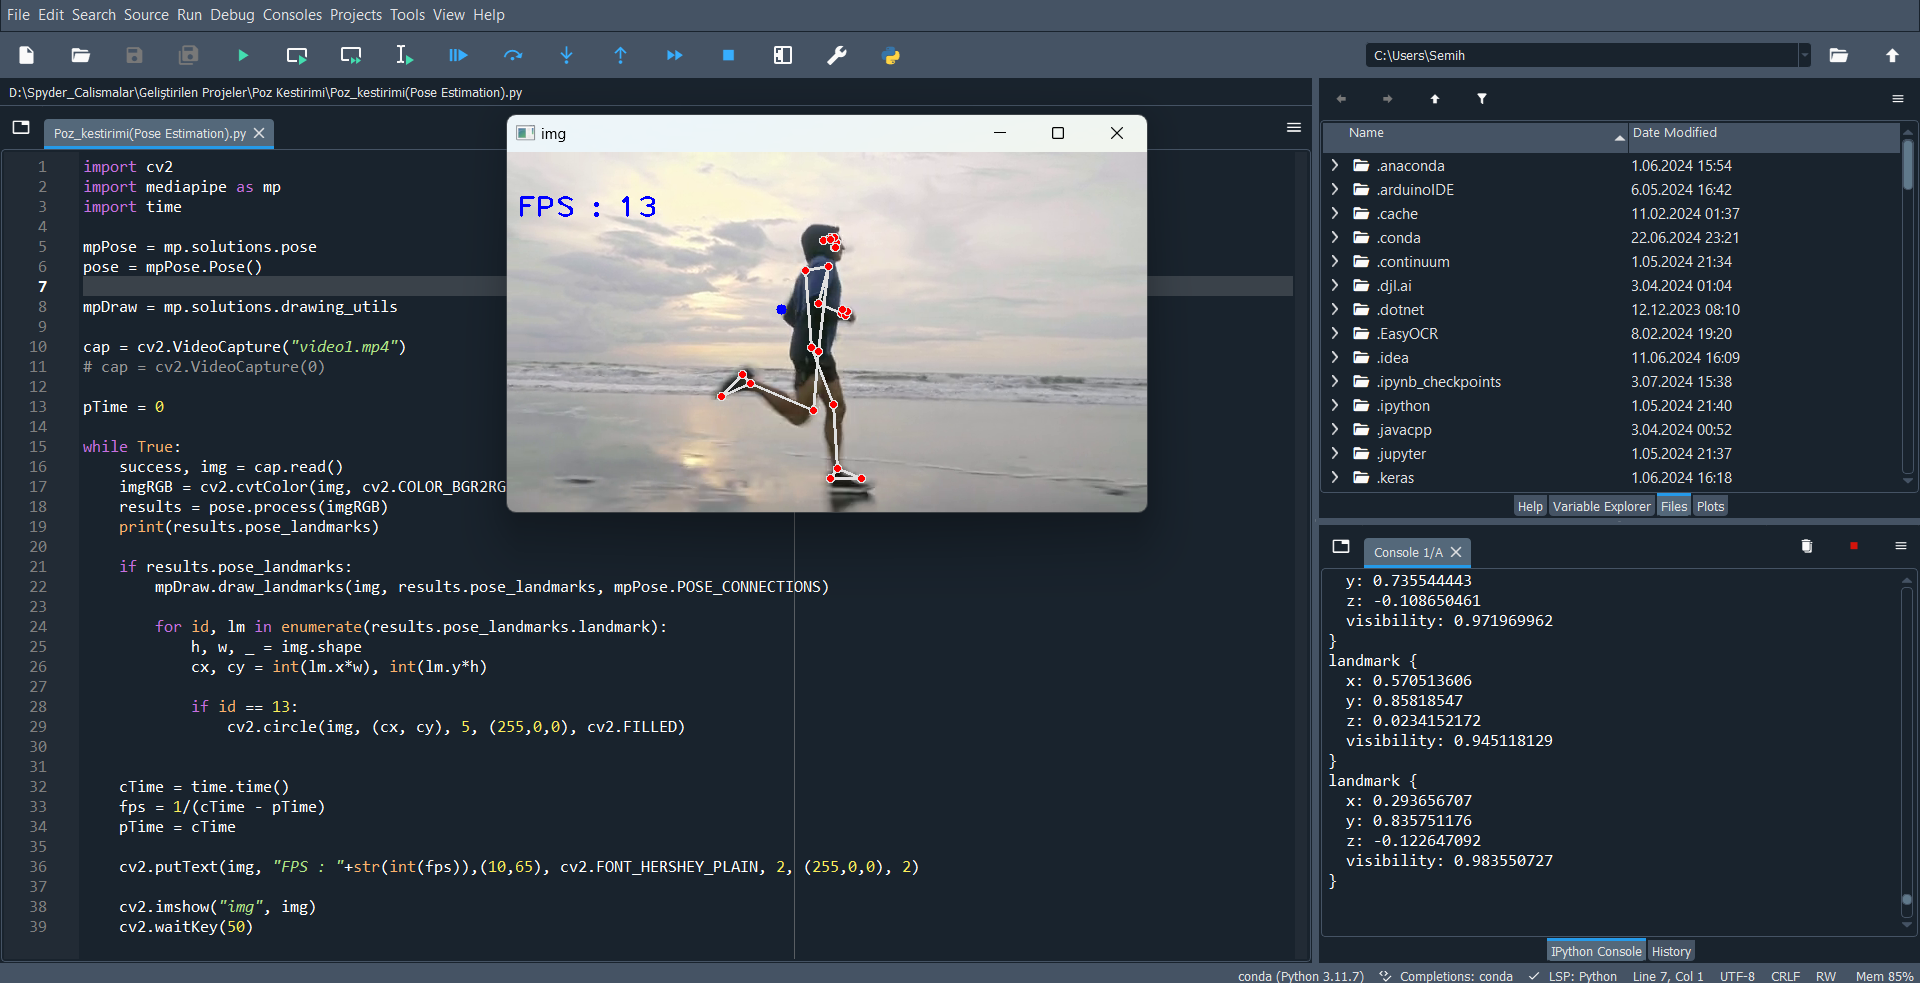 File Edit Search Source Run Debug Consoles Projects Tools View Help
C:\Users\Semih
D:\Spyder_Calismalar\Geliştirilen Projeler\Poz Kestirimi\Poz_kestirimi(Pose Estimation).py
Poz_kestirimi(Pose Estimation).py
1 import cv2
2 import mediapipe as mp
3 import time
4
5 mpPose = mp.solutions.pose
6 pose = mpPose.Pose()
7
8 mpDraw = mp.solutions.drawing_utils
9
10 cap = cv2.VideoCapture("video1.mp4")
11 # cap = cv2.VideoCapture(0)
12
13 pTime = 0
14
15 while True:
16 success, img = cap.read()
17 imgRGB = cv2.cvtColor(img, cv2.COLOR_BGR2RG
18 results = pose.process(imgRGB)
19 print(results.pose_landmarks)
20
21 if results.pose_landmarks:
22 mpDraw.draw_landmarks(img, results.pose_landmarks, mpPose.POSE_CONNECTIONS)
23
24 for id, lm in enumerate(results.pose_landmarks.landmark):
25 h, w, _ = img.shape
26 cx, cy = int(lm.x*w), int(lm.y*h)
27
28 if id == 13:
29 cv2.circle(img, (cx, cy), 5, (255,0,0), cv2.FILLED)
30
31
32 cTime = time.time()
33 fps = 1/(cTime - pTime)
34 pTime = cTime
35
36 cv2.putText(img, "FPS : "+str(int(fps)),(10,65), cv2.FONT_HERSHEY_PLAIN, 2, (255,0,0), 2)
37
38 cv2.imshow("img", img)
39 cv2.waitKey(50)
img
FPS : 13
Name Date Modified
.anaconda 1.06.2024 15:54
.arduinoIDE 6.05.2024 16:42
.cache 11.02.2024 01:37
.conda 22.06.2024 23:21
.continuum 1.05.2024 21:34
.djl.ai 3.04.2024 01:04
.dotnet 12.12.2023 08:10
.EasyOCR 8.02.2024 19:20
.idea 11.06.2024 16:09
.ipynb_checkpoints 3.07.2024 15:38
.ipython 1.05.2024 21:40
.javacpp 3.04.2024 00:52
.jupyter 1.05.2024 21:37
.keras 1.06.2024 16:18
Help Variable Explorer Files Plots
Console 1/A
y: 0.735544443
z: -0.108650461
visibility: 0.971969962
}
landmark {
x: 0.570513606
y: 0.85818547
z: 0.0234152172
visibility: 0.945118129
}
landmark {
x: 0.293656707
y: 0.835751176
z: -0.122647092
visibility: 0.983550727
}
IPython Console History
conda (Python 3.11.7) Completions: conda LSP: Python Line 7, Col 1 UTF-8 CRLF RW Mem 85%